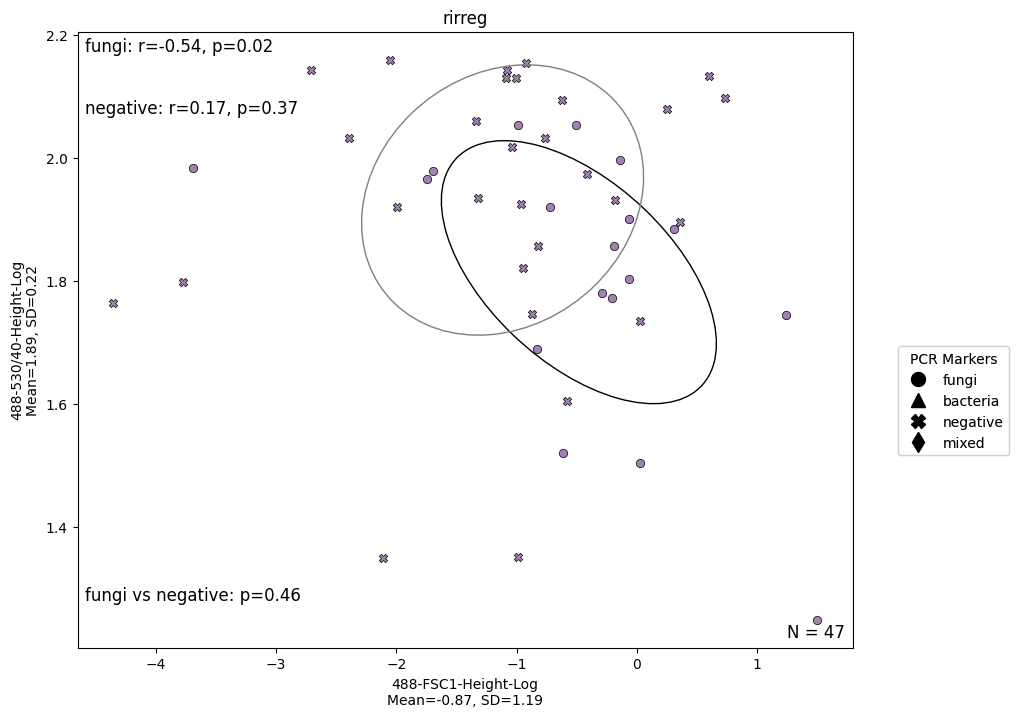 rirreg
fungi: r=-0.54, p=0.02
negative: r=0.17, p=0.37
fungi vs negative: p=0.46
N = 47
2.2
2.0
1.8
1.6
1.4
488-530/40-Height-Log
Mean=1.89, SD=0.22
−4
−3
−2
−1
0
1
488-FSC1-Height-Log
Mean=-0.87, SD=1.19
PCR Markers
fungi
bacteria
negative
mixed